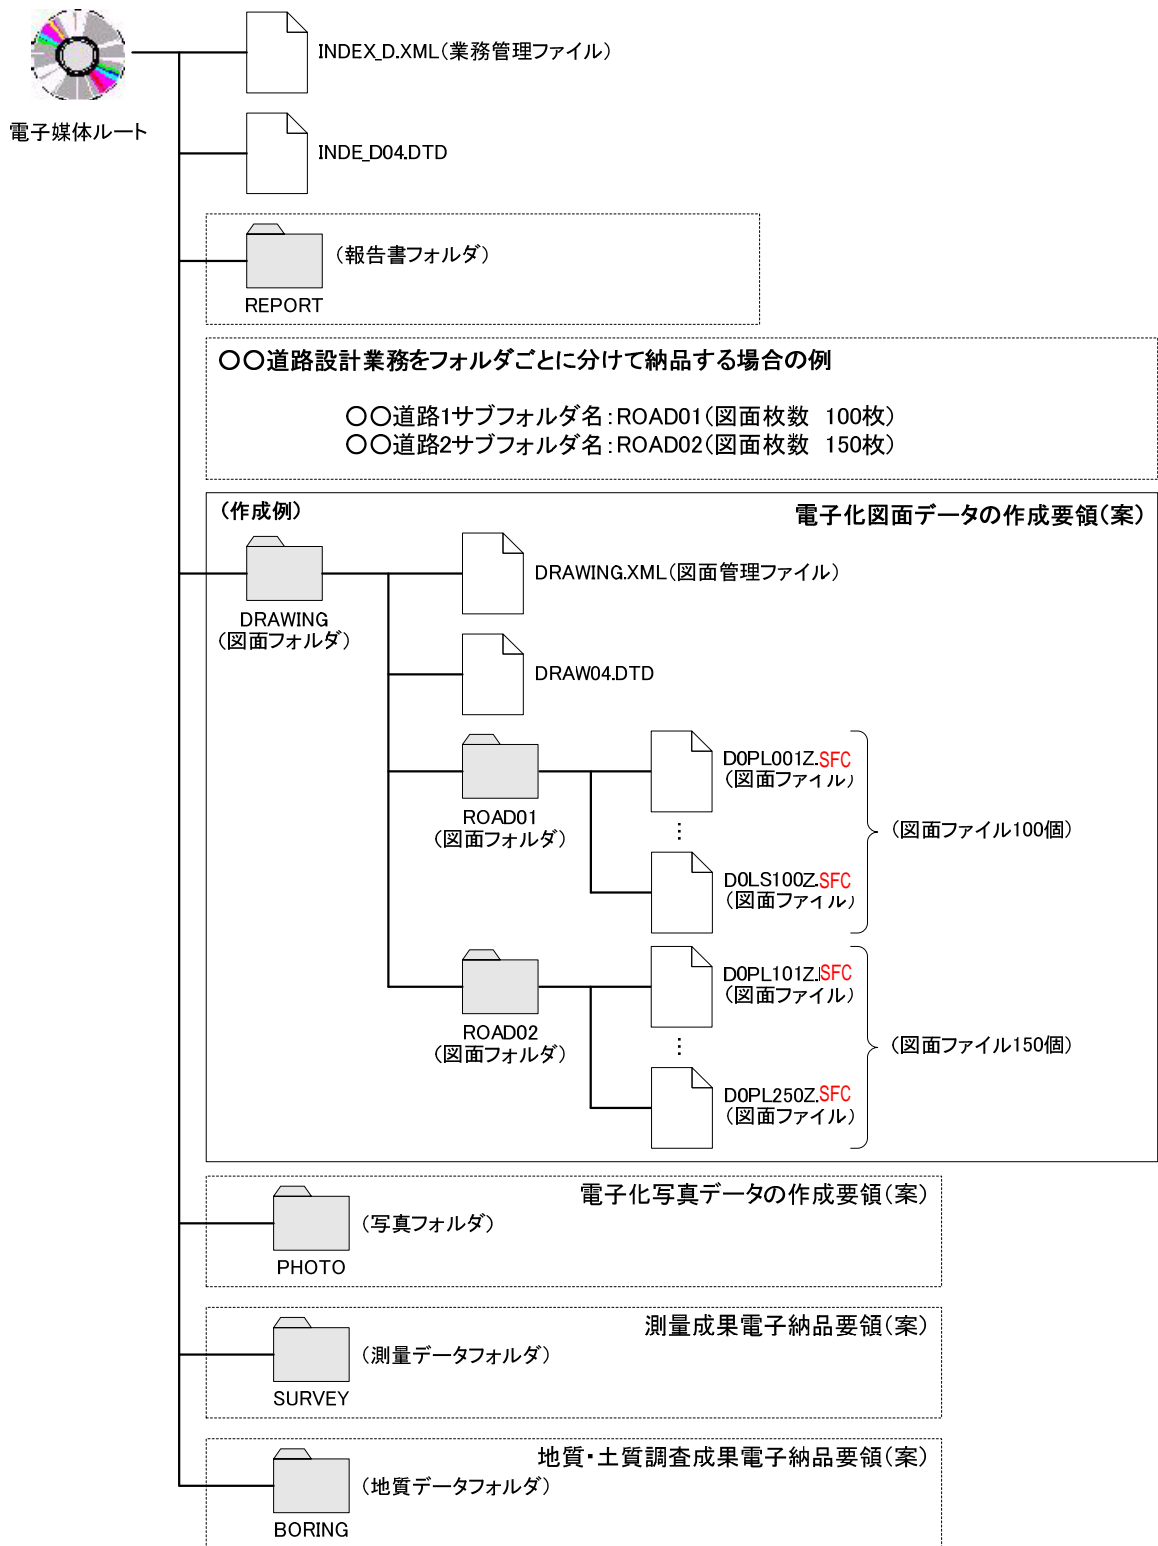 INDEX_D.XML(業務管理ファイル)
電子媒体ルート
INDE_D04.DTD
(報告書フォルダ)
REPORT
〇〇道路設計業務をフォルダごとに分けて納品する場合の例
〇〇道路1サブフォルダ名:ROAD01(図面枚数 100枚)
〇〇道路2サブフォルダ名:ROAD02(図面枚数 150枚)
(作成例)
電子化図面データの作成要領(案)
DRAWING.XML(図面管理ファイル)
DRAWING
(図面フォルダ)
DRAW04.DTD
D0PL001Z.SFC
(図面ファイル)
ROAD01
(図面フォルダ)
⋮
(図面ファイル100個)
D0LS100Z.SFC
(図面ファイル)
D0PL101Z.SFC
(図面ファイル)
ROAD02
(図面フォルダ)
⋮
(図面ファイル150個)
D0PL250Z.SFC
(図面ファイル)
電子化写真データの作成要領(案)
(写真フォルダ)
PHOTO
測量成果電子納品要領(案)
(測量データフォルダ)
SURVEY
地質・土質調査成果電子納品要領(案)
(地質データフォルダ)
BORING